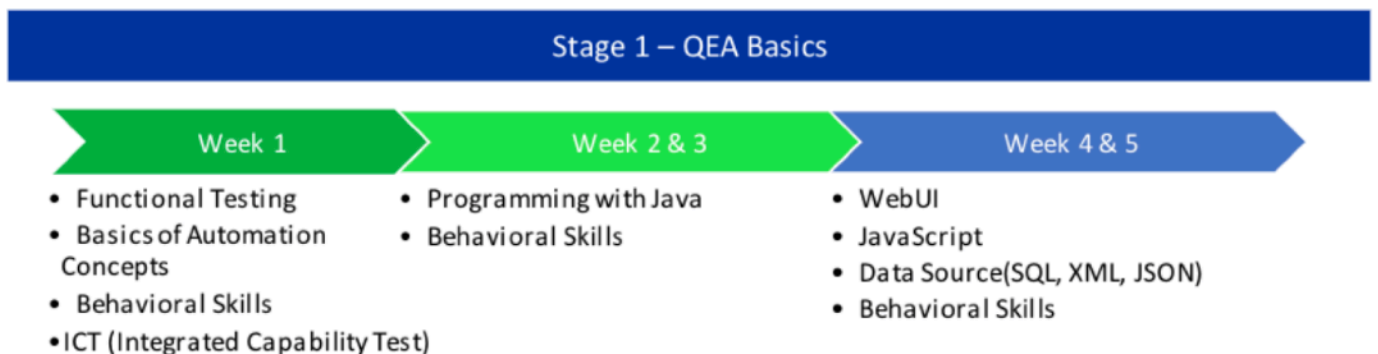 Stage 1 – QEA Basics
Week 1
Week 2 & 3
Week 4 & 5
• Functional Testing
• Basics of Automation
Concepts
• Behavioral Skills
•ICT (Integrated Capability Test)
• Programming with Java
• Behavioral Skills
• WebUI
• JavaScript
• Data Source(SQL, XML, JSON)
• Behavioral Skills